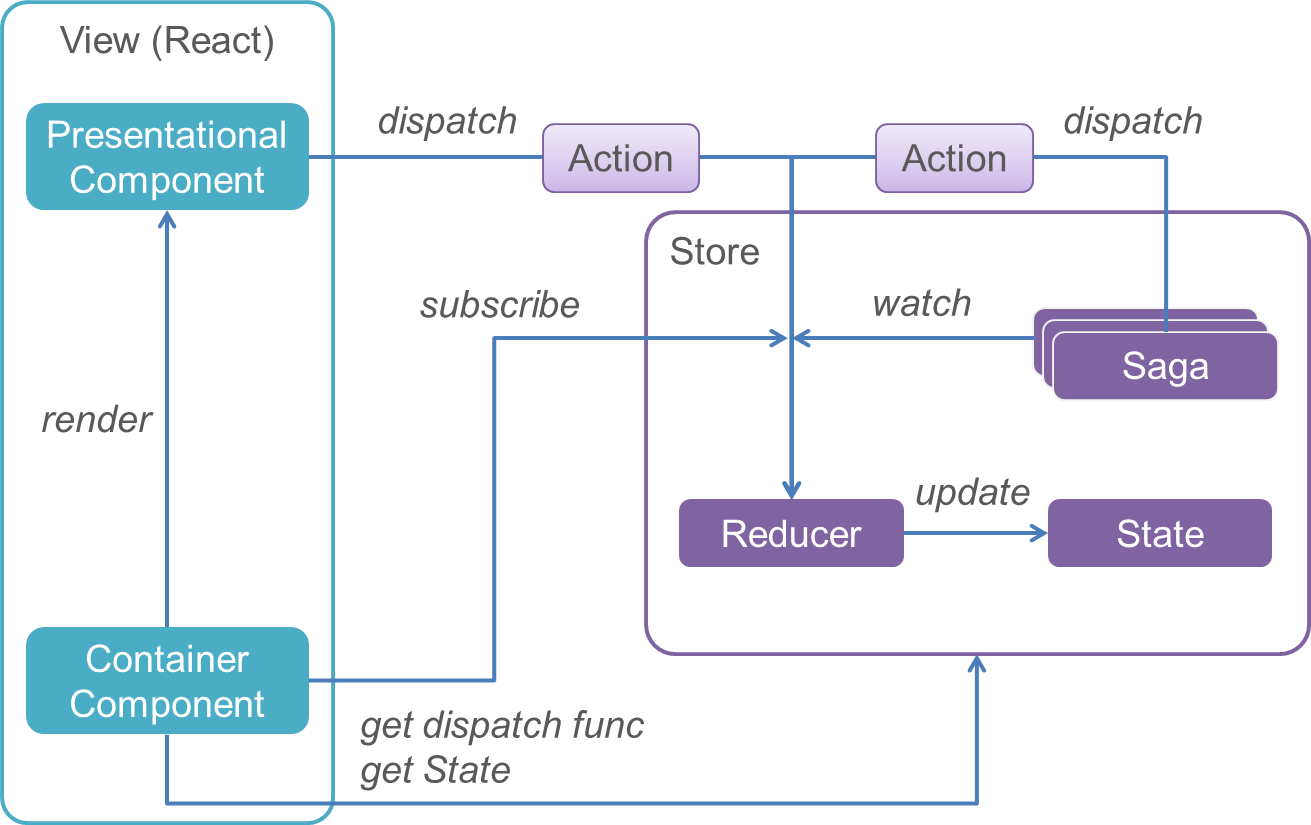 View (React)
Presentational
Component
dispatch
Action
Action
dispatch
Store
subscribe
watch
Saga
render
update
Reducer
State
Container
Component
get dispatch func
get State